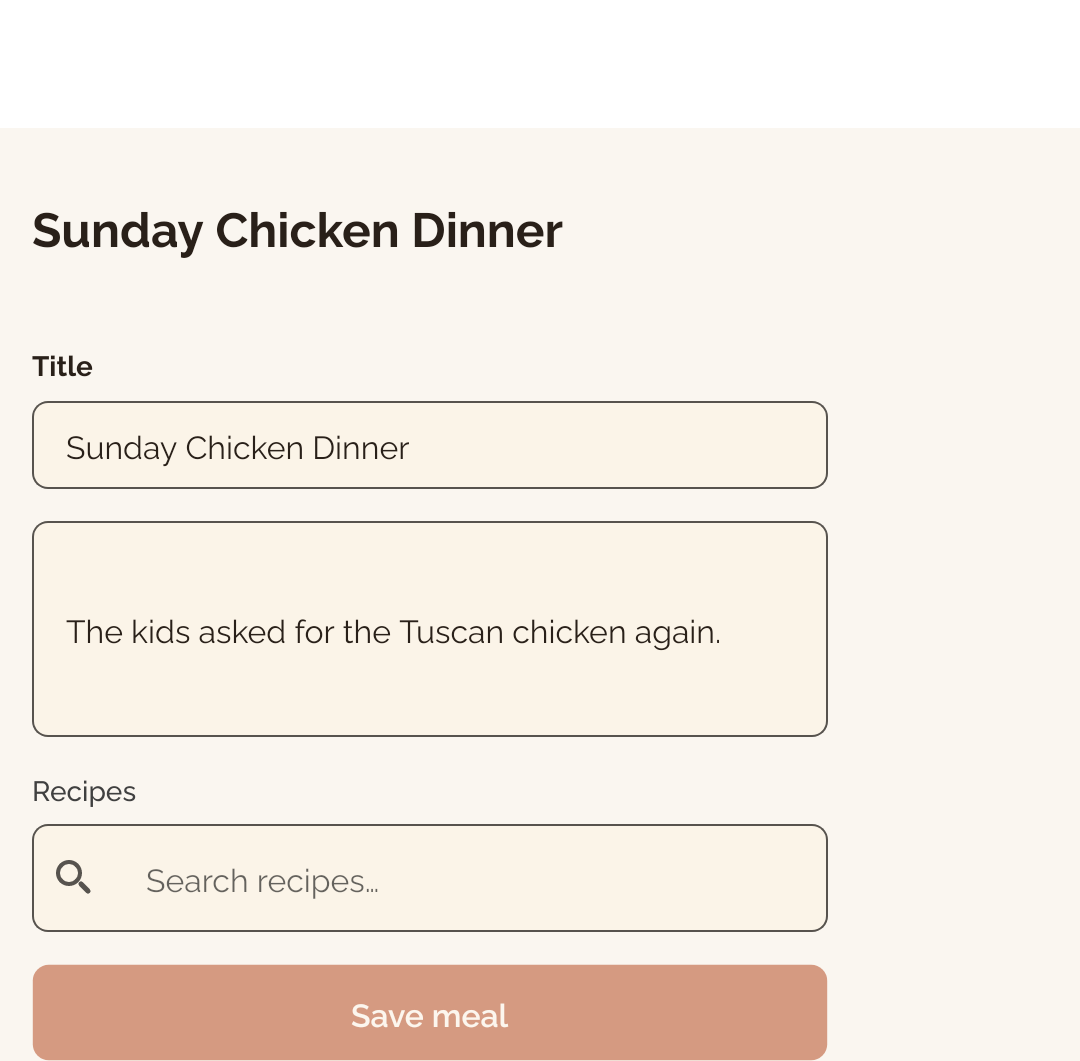 Sunday Chicken Dinner
Title
Sunday Chicken Dinner
The kids asked for the Tuscan chicken again.
Recipes
Search recipes…
Save meal